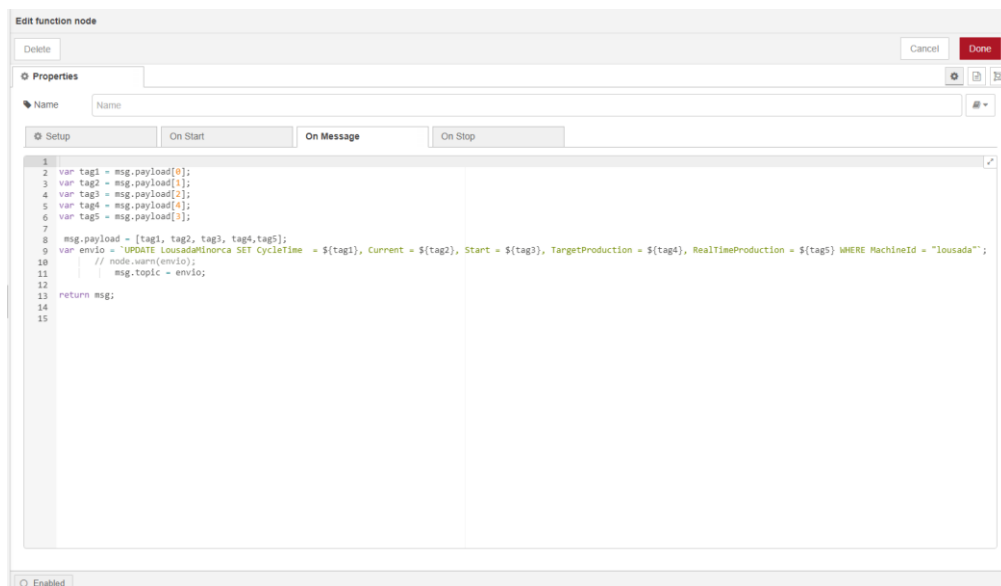 Edit function node
Delete
Cancel
Done
Properties
Name
Name
Setup
On Start
On Message
On Stop
1
2 var tag1 = msg.payload[0];
3 var tag2 = msg.payload[1];
4 var tag3 = msg.payload[2];
5 var tag4 = msg.payload[4];
6 var tag5 = msg.payload[3];
7
8 msg.payload = [tag1, tag2, tag3, tag4,tag5];
9 var envio = `UPDATE LousadaMinorca SET CycleTime  = ${tag1}, Current = ${tag2}, Start = ${tag3}, TargetProduction = ${tag4}, RealTimeProduction = ${tag5} WHERE MachineId = "lousada"`;
10 // node.warn(envio);
11 msg.topic = envio;
12
13 return msg;
14
15
Enabled